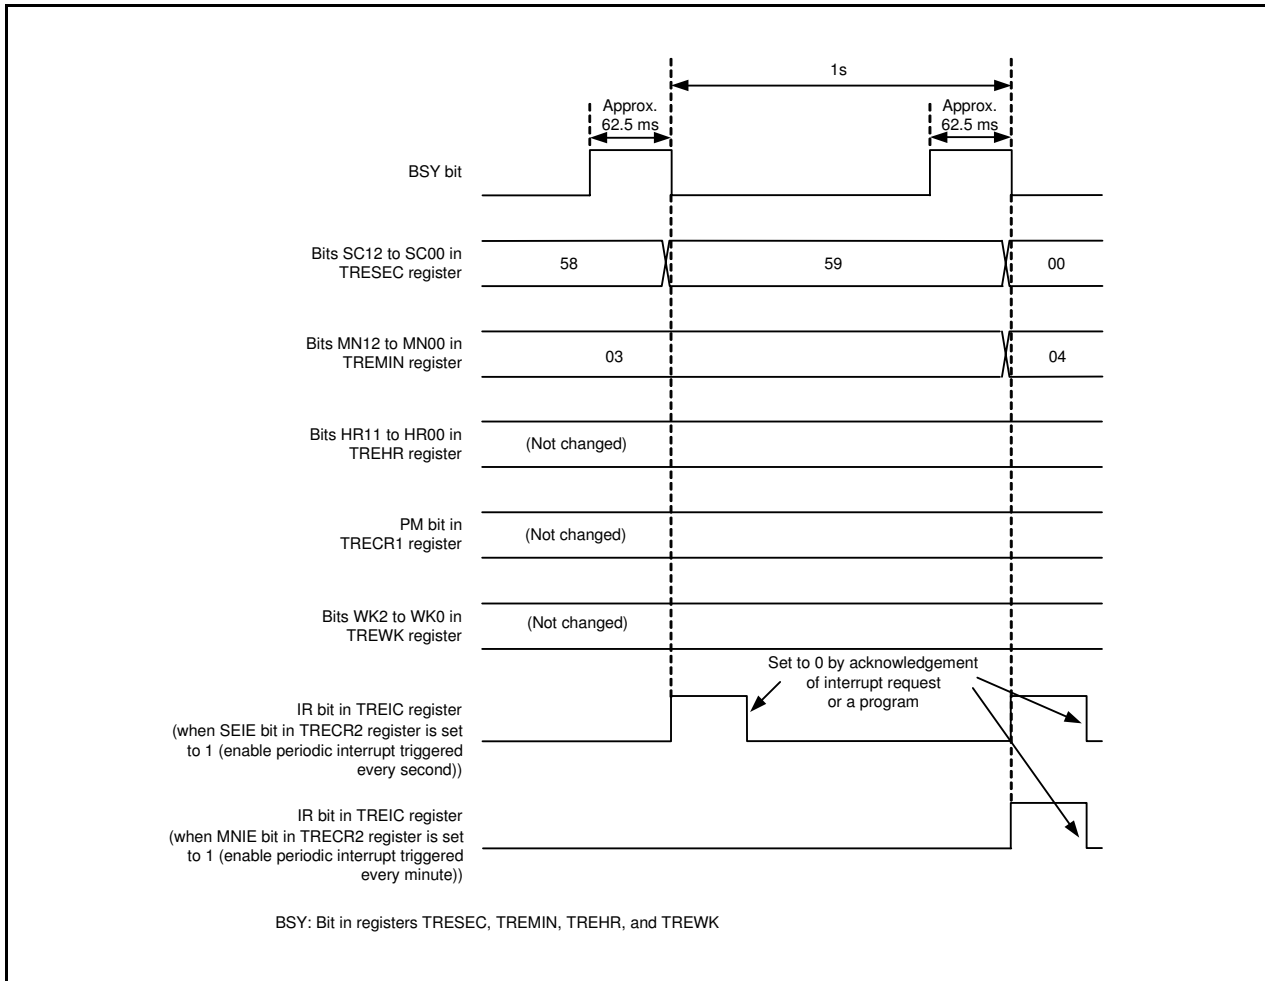 1s
Approx.
62.5 ms
Approx.
62.5 ms
BSY bit
Bits SC12 to SC00 in
TRESEC register
58
59
00
Bits MN12 to MN00 in
TREMIN register
03
04
Bits HR11 to HR00 in
TREHR register
(Not changed)
PM bit in
TRECR1 register
(Not changed)
Bits WK2 to WK0 in
TREWK register
(Not changed)
Set to 0 by acknowledgement
of interrupt request
or a program
IR bit in TREIC register
(when SEIE bit in TRECR2 register is set
to 1 (enable periodic interrupt triggered
every second))
IR bit in TREIC register
(when MNIE bit in TRECR2 register is set
to 1 (enable periodic interrupt triggered
every minute))
BSY: Bit in registers TRESEC, TREMIN, TREHR, and TREWK